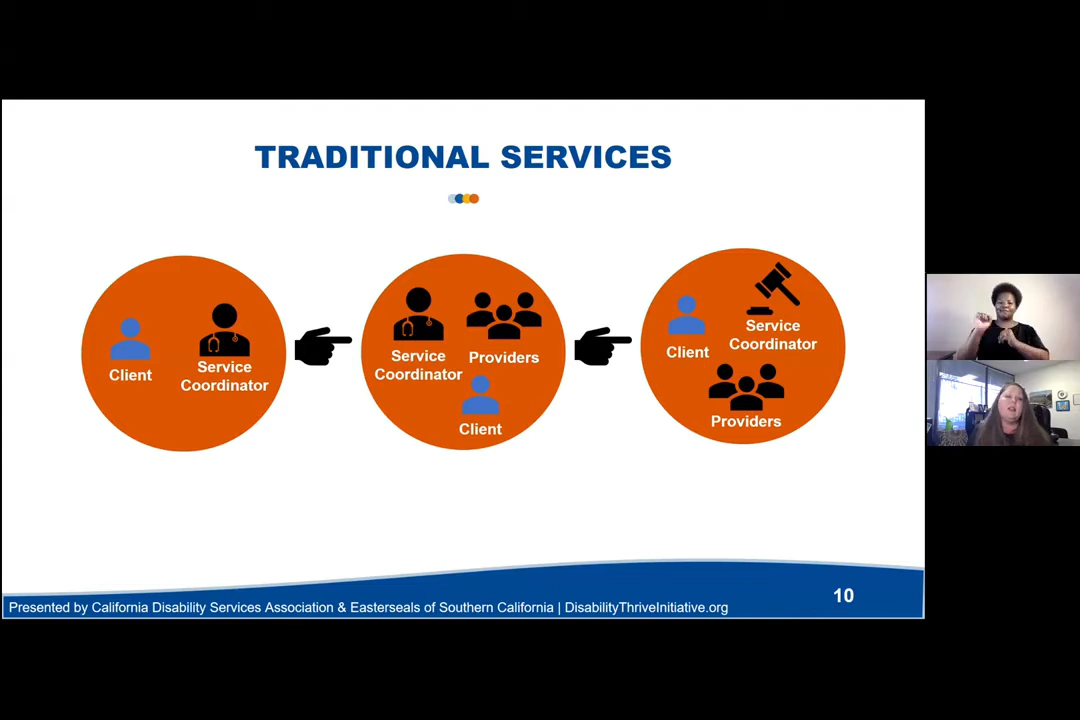 TRADITIONAL SERVICES
Client
Service
Coordinator
Service
Coordinator
Providers
Client
Client
Service
Coordinator
Providers
Presented by California Disability Services Association & Easterseals of Southern California | DisabilityThriveInitiative.org
10